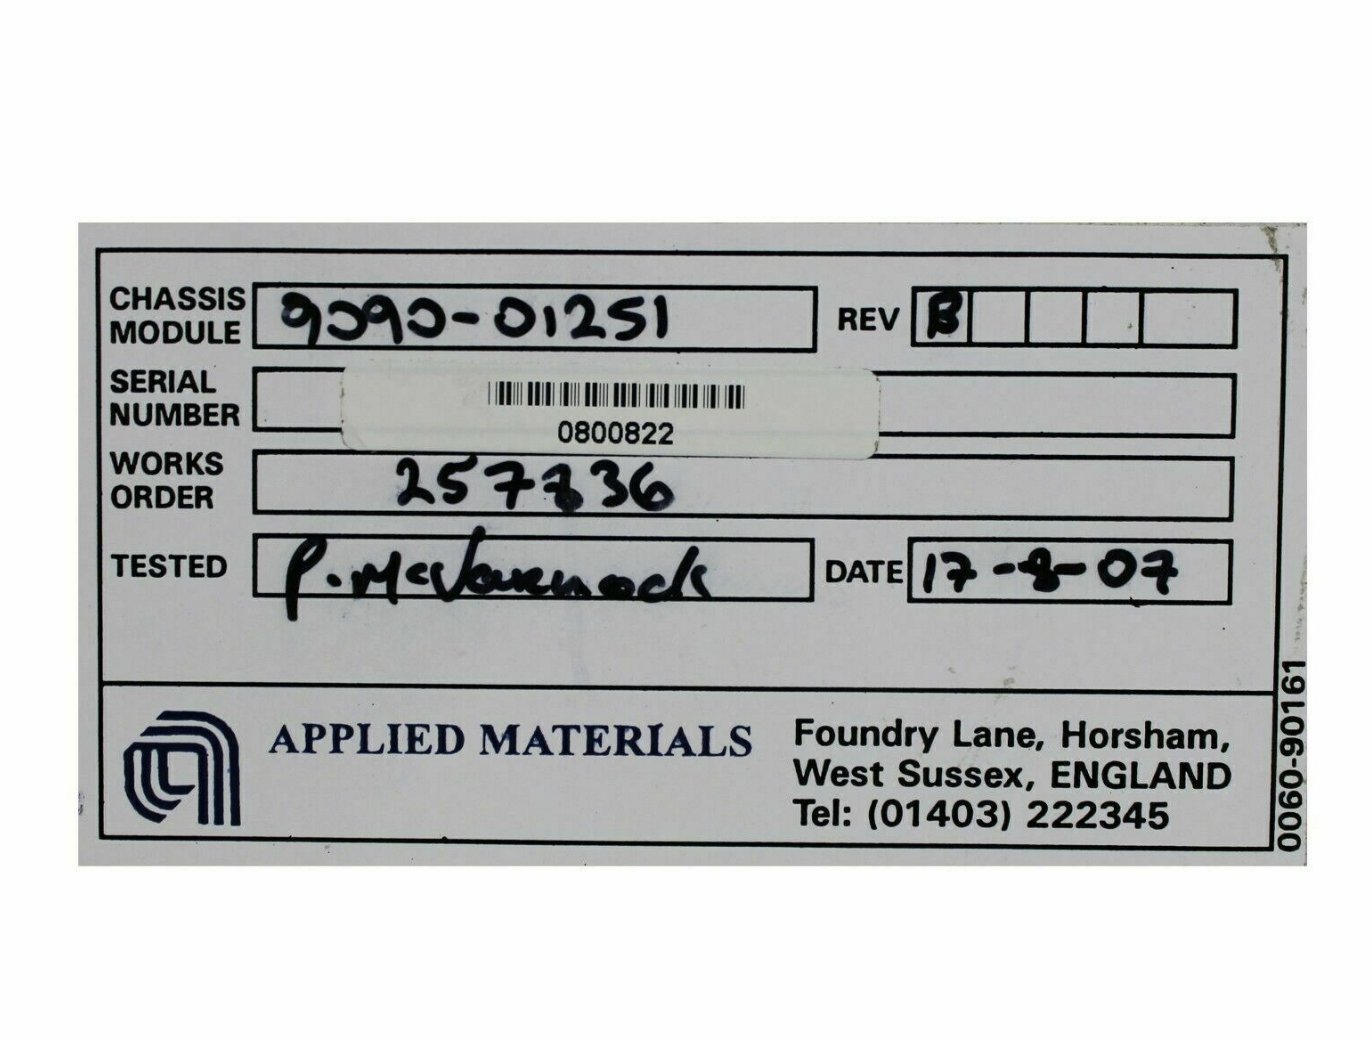 CHASSIS MODULE 9090-01251 REV B
SERIAL NUMBER 0800822
WORKS ORDER 257336
TESTED P. DATE 17-8-07
APPLIED MATERIALS
Foundry Lane, Horsham,
West Sussex, ENGLAND
Tel: (01403) 222345
0060-90161